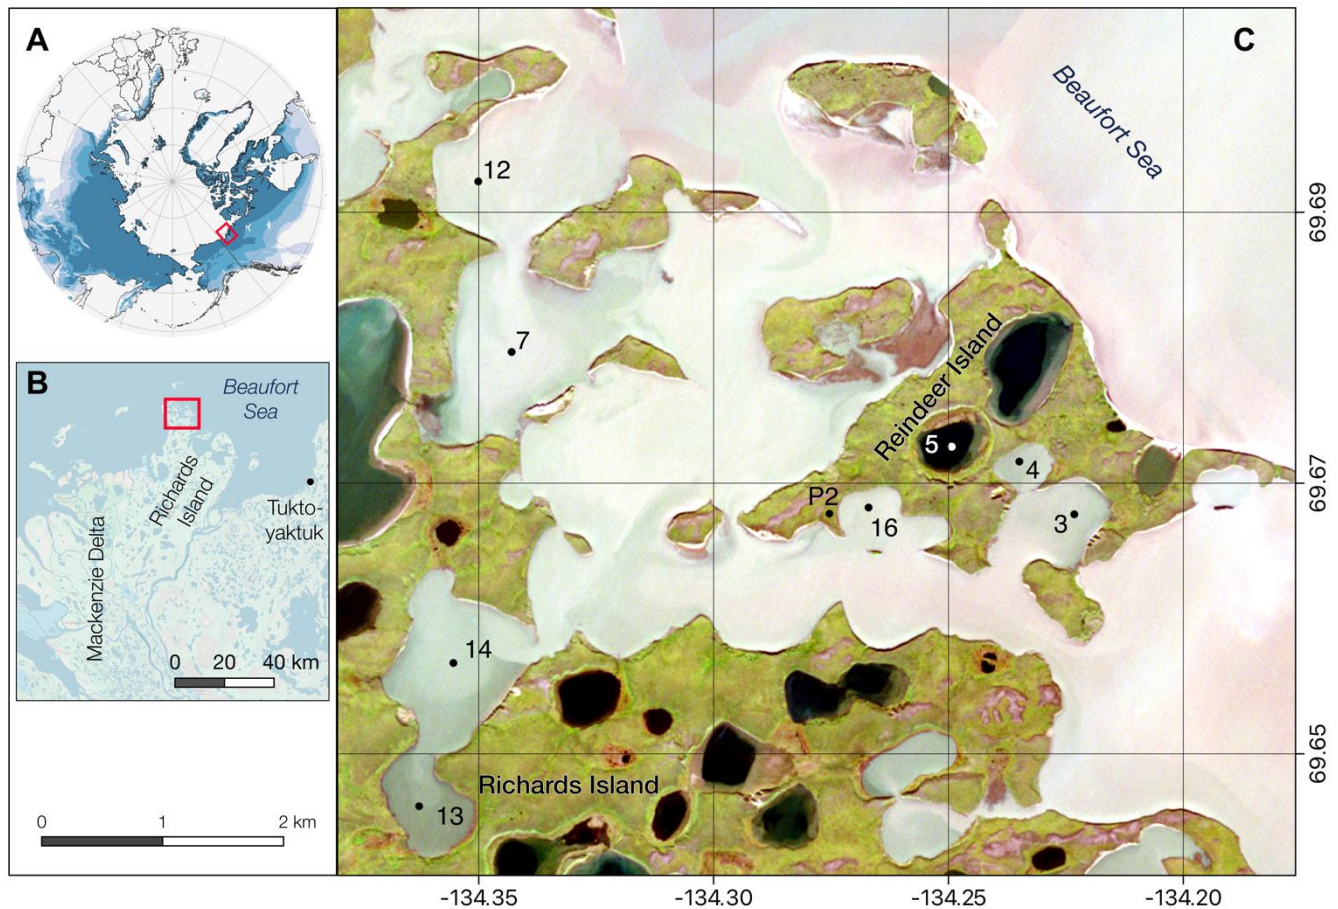 A
B
Beaufort
Sea
Richards
Island
Tukto-
yaktuk
Mackenzie Delta
0 20 40 km
0 1 2 km
C
Beaufort Sea
12
7
Reindeer Island
5
4
P2
16
3
14
13
Richards Island
69.69
69.67
69.65
-134.35 -134.30 -134.25 -134.20